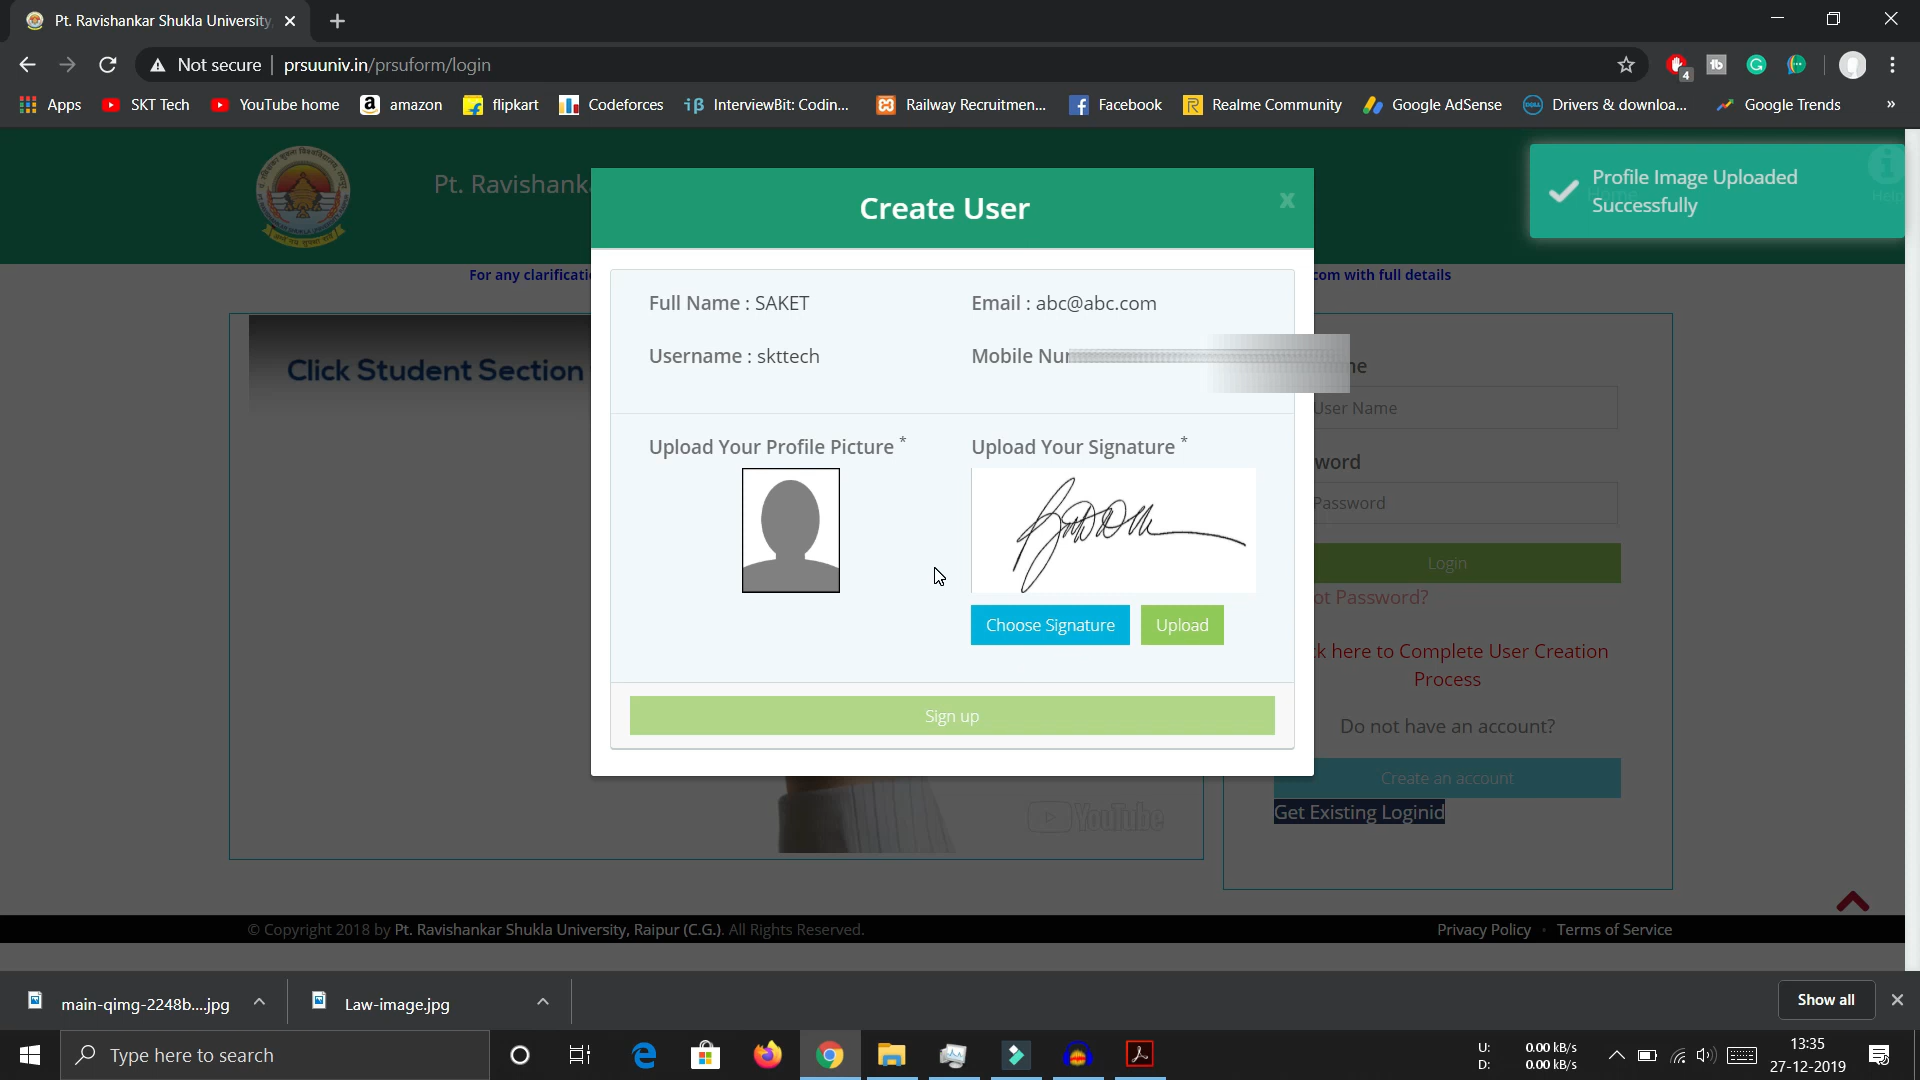 Pt. Ravishankar Shukla University,
Not secure | prsuuniv.in/prsuform/login
4
Apps
SKT Tech
YouTube home
amazon
flipkart
Codeforces
InterviewBit: Codin...
Railway Recruitmen...
Facebook
Realme Community
Google AdSense
Drivers & downloa...
Google Trends
»
Pt. Ravishanka
Create User
x
Profile Image Uploaded
Successfully
Help
For any clarificati
com with full details
Full Name : SAKET
Email : abc@abc.com
Username : skttech
Mobile Nu
Click Student Section
me
User Name
Upload Your Profile Picture *
Upload Your Signature *
word
Password
Login
ot Password?
Choose Signature
Upload
k here to Complete User Creation
Process
Sign up
Do not have an account?
Create an account
Get Existing Loginid
YouTube
© Copyright 2018 by Pt. Ravishankar Shukla University, Raipur (C.G.). All Rights Reserved.
Privacy Policy · Terms of Service
main-qimg-2248b....jpg
Law-image.jpg
Show all
Type here to search
U: 0.00 kB/s
D: 0.00 kB/s
13:35
27-12-2019